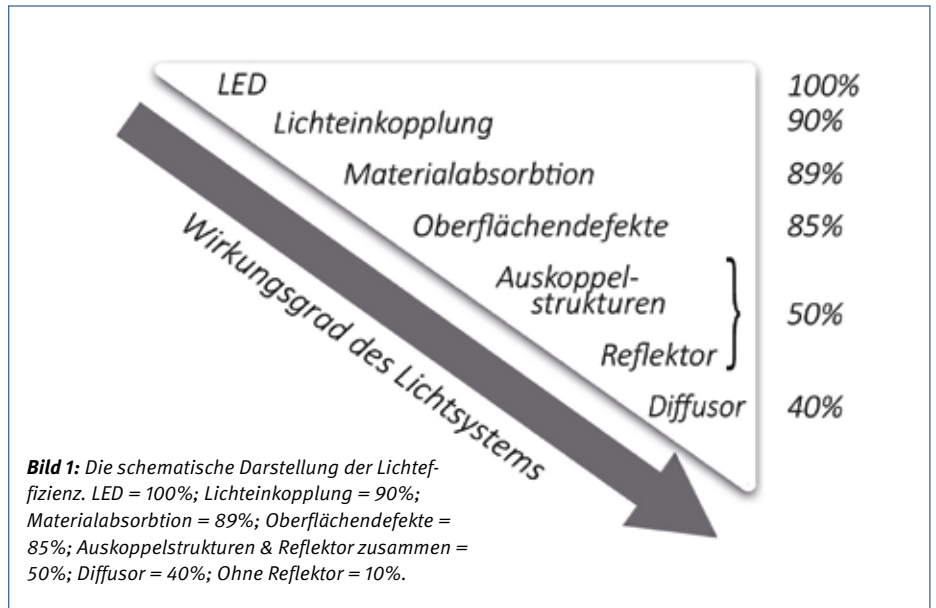 LED 100%
Lichteinkopplung 90%
Materialabsorbtion 89%
Oberflächendefekte 85%
Auskoppel-
strukturen
50%
Reflektor
Diffusor 40%
Wirkungsgrad des Lichtsystems
Bild 1: Die schematische Darstellung der Lichtef-
fizienz. LED = 100%; Lichteinkopplung = 90%;
Materialabsorbtion = 89%; Oberflächendefekte =
85%; Auskoppelstrukturen & Reflektor zusammen =
50%; Diffusor = 40%; Ohne Reflektor = 10%.